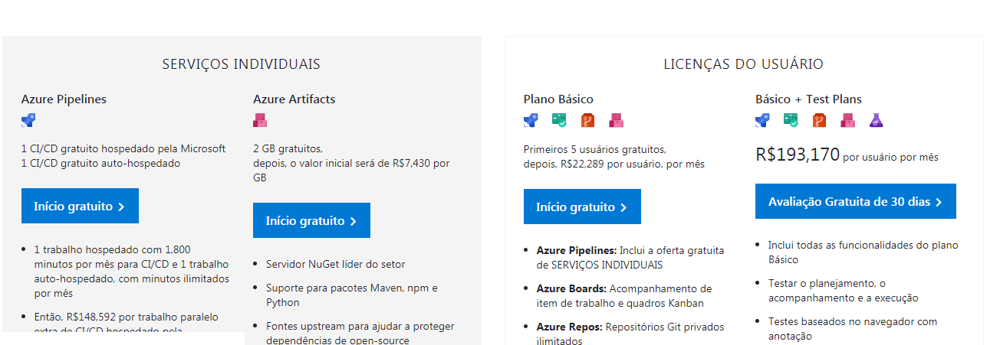 SERVIÇOS INDIVIDUAIS
Azure Pipelines
1 CI/CD gratuito hospedado pela Microsoft
1 CI/CD gratuito auto-hospedado
Início gratuito
1 trabalho hospedado com 1,800
minutos por mês para CI/CD e 1 trabalho
auto-hospedado, com minutos ilimitados
por mês
Então, R$148,592 por trabalho paralelo
extra de CI/CD hospedado pela
Azure Artifacts
2 GB gratuitos,
depois, o valor inicial será de R$7,430 por
GB
Início gratuito
Servidor NuGet líder do setor
Suporte para pacotes Maven, npm e
Python
Fontes upstream para ajudar a proteger
dependências de open-source
LICENÇAS DO USUÁRIO
Plano Básico
Primeiros 5 usuários gratuitos,
depois, R$22,289 por usuário, por mês
Início gratuito
Azure Pipelines: Inclui a oferta gratuita
de SERVIÇOS INDIVIDUAIS
Azure Boards: Acompanhamento de
item de trabalho e quadros Kanban
Azure Repos: Repositórios Git privados
ilimitados
Básico + Test Plans
R$193,170 por usuário por mês
Avaliação Gratuita de 30 dias
Inclui todas as funcionalidades do plano
Básico
Testar o planejamento, o
acompanhamento e a execução
Testes baseados no navegador com
anotação